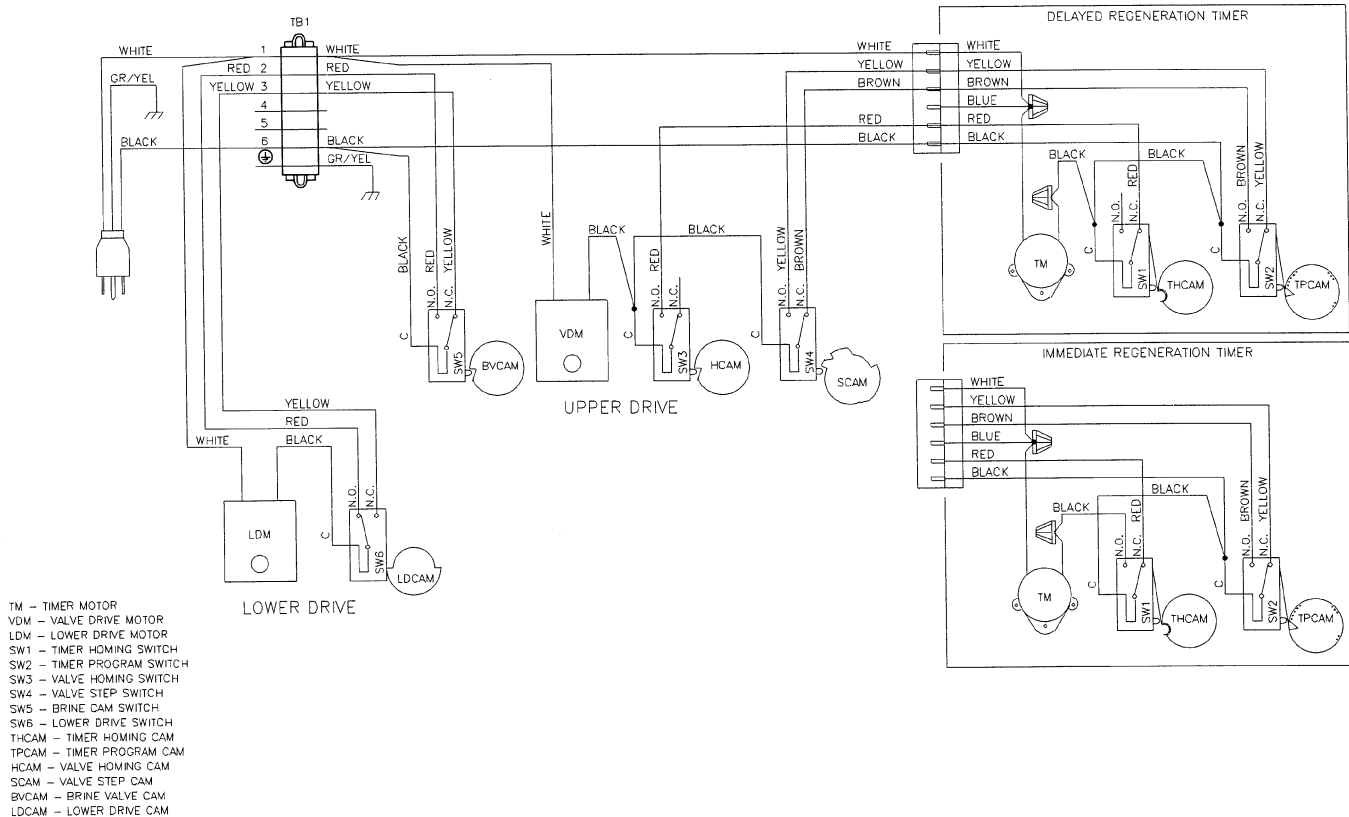 TB1
WHITE
GR/YEL
BLACK
1
RED 2
YELLOW 3
4
5
6
WHITE
RED
YELLOW
BLACK
GR/YEL
BLACK
RED
YELLOW
C
N.O.
N.C.
SW5
BVCAM
WHITE
BLACK
BLACK
VDM
C
RED
N.O.
N.C.
SW3
HCAM
YELLOW
BROWN
N.O.
N.C.
C
SW4
SCAM
UPPER DRIVE
YELLOW
RED
WHITE
BLACK
LDM
C
N.O.
N.C.
SW6
LDCAM
LOWER DRIVE
WHITE
YELLOW
BROWN
RED
BLACK
DELAYED REGENERATION TIMER
WHITE
YELLOW
BROWN
BLUE
RED
BLACK
BLACK
BLACK
RED
BROWN
YELLOW
TM
C
N.O.
N.C.
SW1
THCAM
C
N.O.
N.C.
SW2
TPCAM
IMMEDIATE REGENERATION TIMER
WHITE
YELLOW
BROWN
BLUE
RED
BLACK
BLACK
BLACK
RED
BROWN
YELLOW
TM
C
N.O.
N.C.
SW1
THCAM
C
N.O.
N.C.
SW2
TPCAM
TM – TIMER MOTOR
VDM – VALVE DRIVE MOTOR
LDM – LOWER DRIVE MOTOR
SW1 – TIMER HOMING SWITCH
SW2 – TIMER PROGRAM SWITCH
SW3 – VALVE HOMING SWITCH
SW4 – VALVE STEP SWITCH
SW5 – BRINE CAM SWITCH
SW6 – LOWER DRIVE SWITCH
THCAM – TIMER HOMING CAM
TPCAM – TIMER PROGRAM CAM
HCAM – VALVE HOMING CAM
SCAM – VALVE STEP CAM
BVCAM – BRINE VALVE CAM
LDCAM – LOWER DRIVE CAM